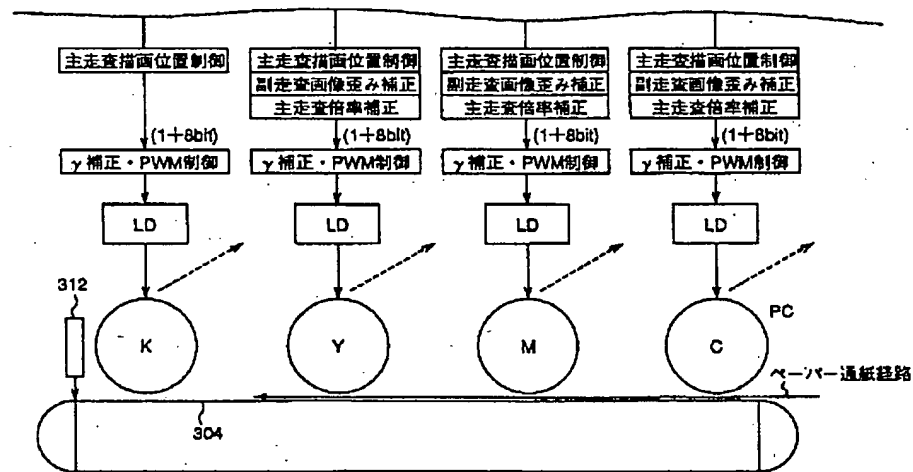 主走査描画位置制御 主走査描画位置制御 主走査描画位置制御 主走査描画位置制御
副走査画像歪み補正 副走査画像歪み補正 副走査画像歪み補正
主走査倍率補正 主走査倍率補正 主走査倍率補正
(1+8bit) (1+8bit) (1+8bit) (1+8bit)
γ補正・PWM制御 γ補正・PWM制御 γ補正・PWM制御 γ補正・PWM制御
LD LD LD LD
312
K Y M C PC
ペーパー通紙経路
304